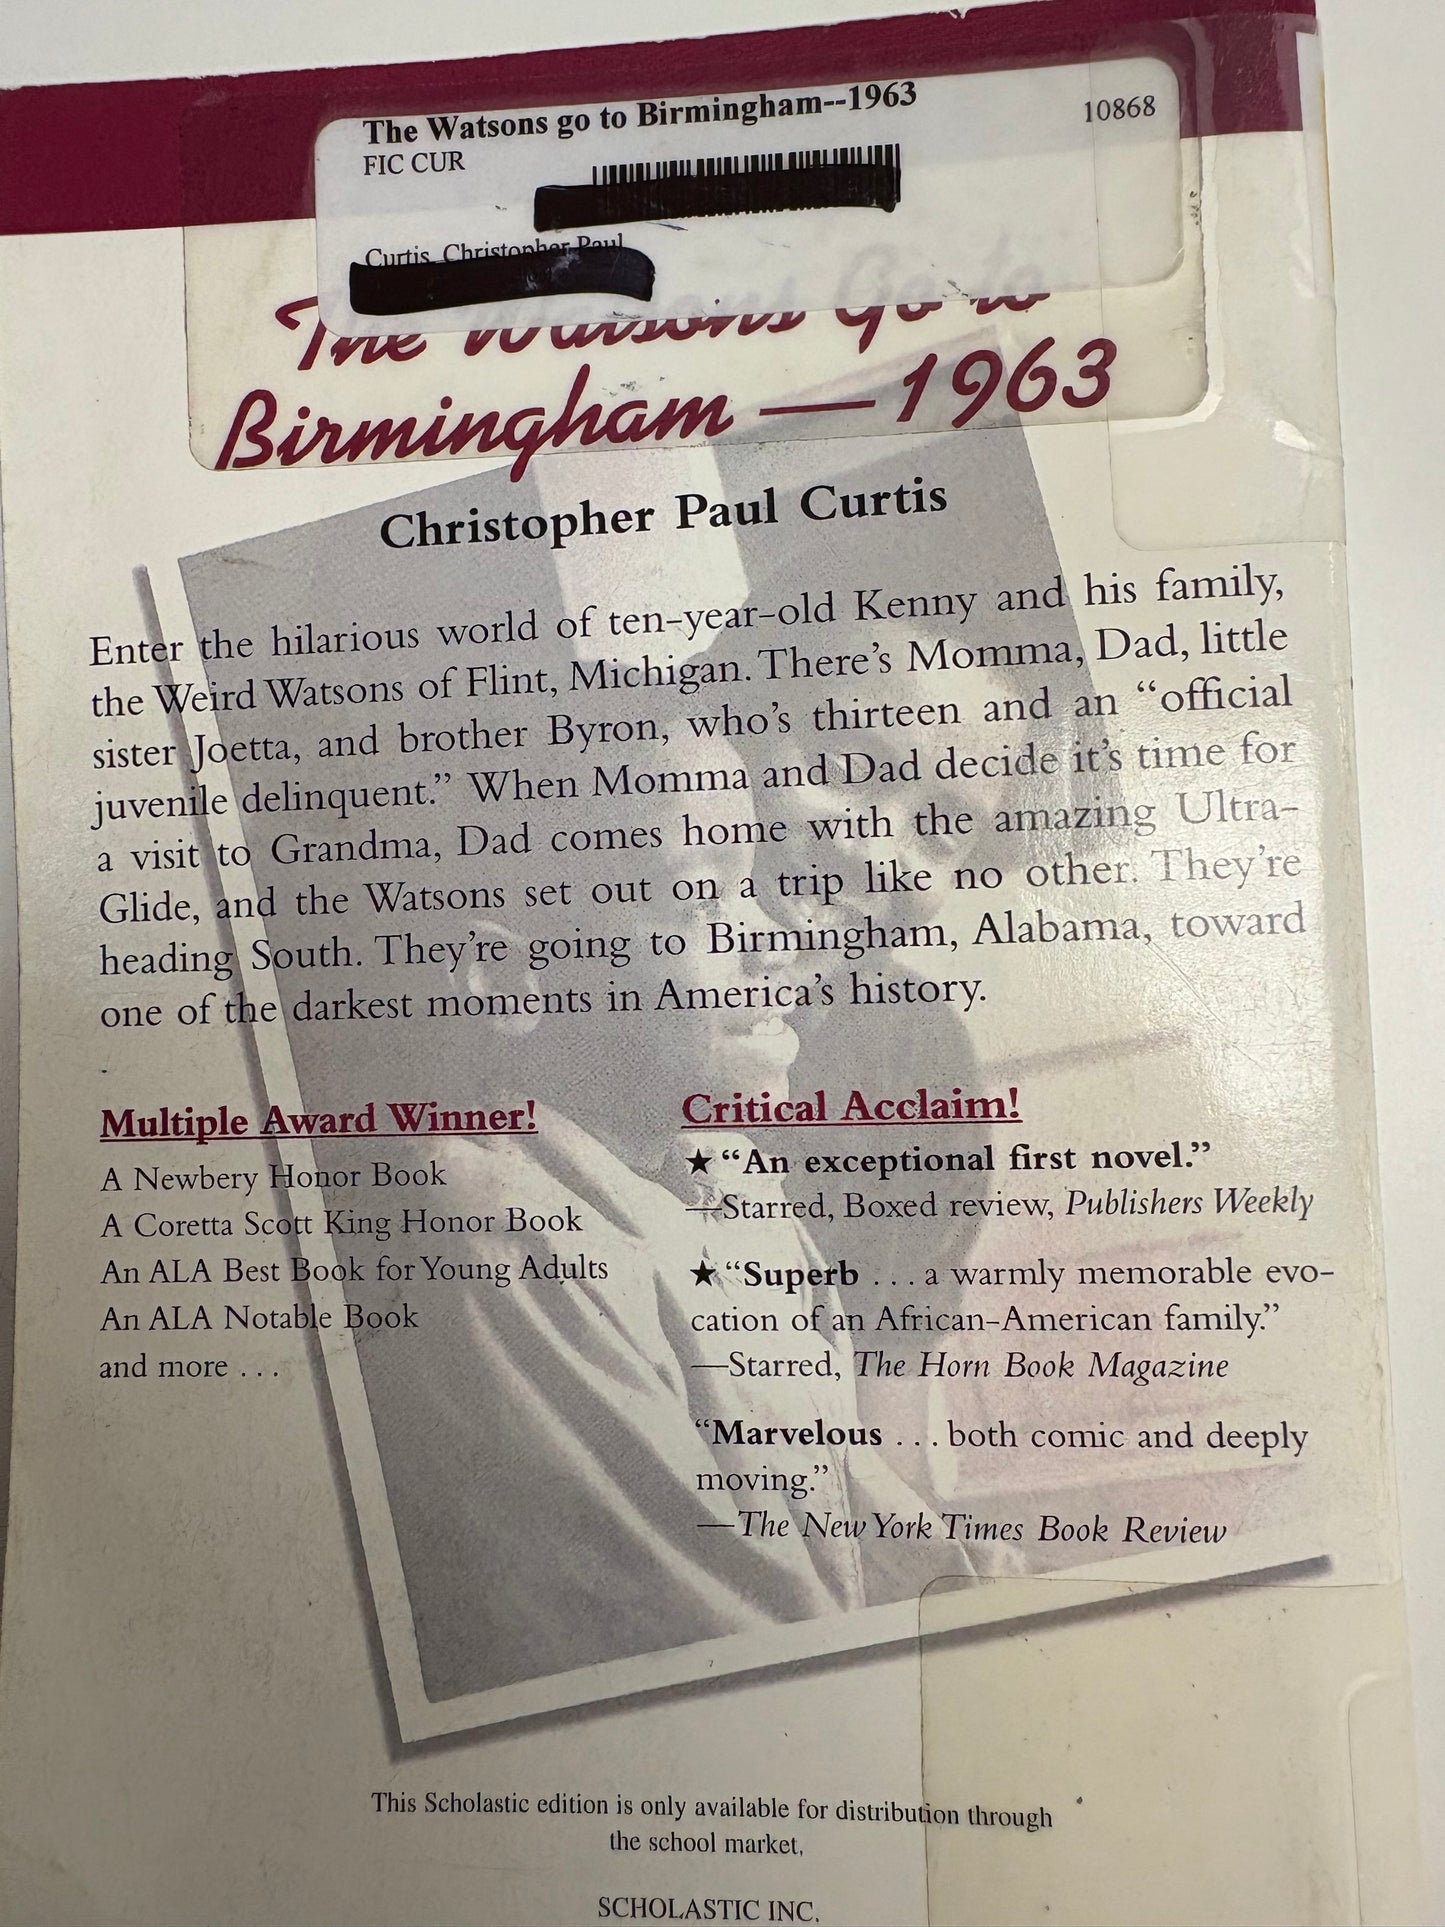 The Watsons go to Birmingham--1963
10868
FIC CUR
Curtis, Christopher Paul
The Watsons Go to
Birmingham — 1963
Christopher Paul Curtis
Enter the hilarious world of ten-year-old Kenny and his family,
the Weird Watsons of Flint, Michigan. There's Momma, Dad, little
sister Joetta, and brother Byron, who's thirteen and an “official
juvenile delinquent.” When Momma and Dad decide it's time for
a visit to Grandma, Dad comes home with the amazing Ultra-
Glide, and the Watsons set out on a trip like no other. They're
heading South. They're going to Birmingham, Alabama, toward
one of the darkest moments in America's history.
Multiple Award Winner!
A Newbery Honor Book
A Coretta Scott King Honor Book
An ALA Best Book for Young Adults
An ALA Notable Book
and more . . .
Critical Acclaim!
★ “An exceptional first novel.”
—Starred, Boxed review, Publishers Weekly
★ “Superb . . . a warmly memorable evo-
cation of an African-American family.”
—Starred, The Horn Book Magazine
“Marvelous . . . both comic and deeply
moving.”
—The New York Times Book Review
This Scholastic edition is only available for distribution through
the school market.
SCHOLASTIC INC.